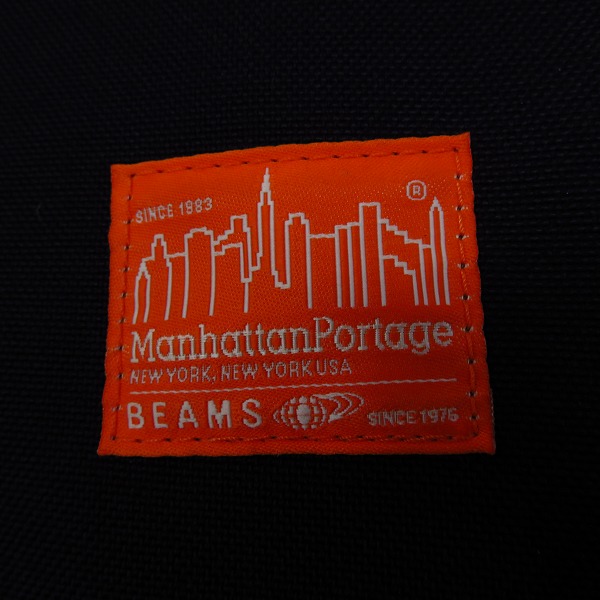 SINCE 1983
®
ManhattanPortage
NEW YORK, NEW YORK USA
BEAMS SINCE 1976